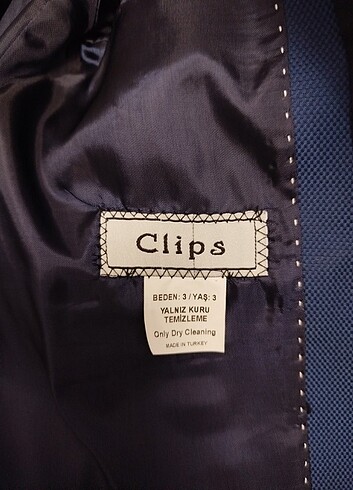 Clips
BEDEN: 3 / YAŞ: 3
YALNIZ KURU
TEMİZLEME
Only Dry Cleaning
MADE IN TURKEY